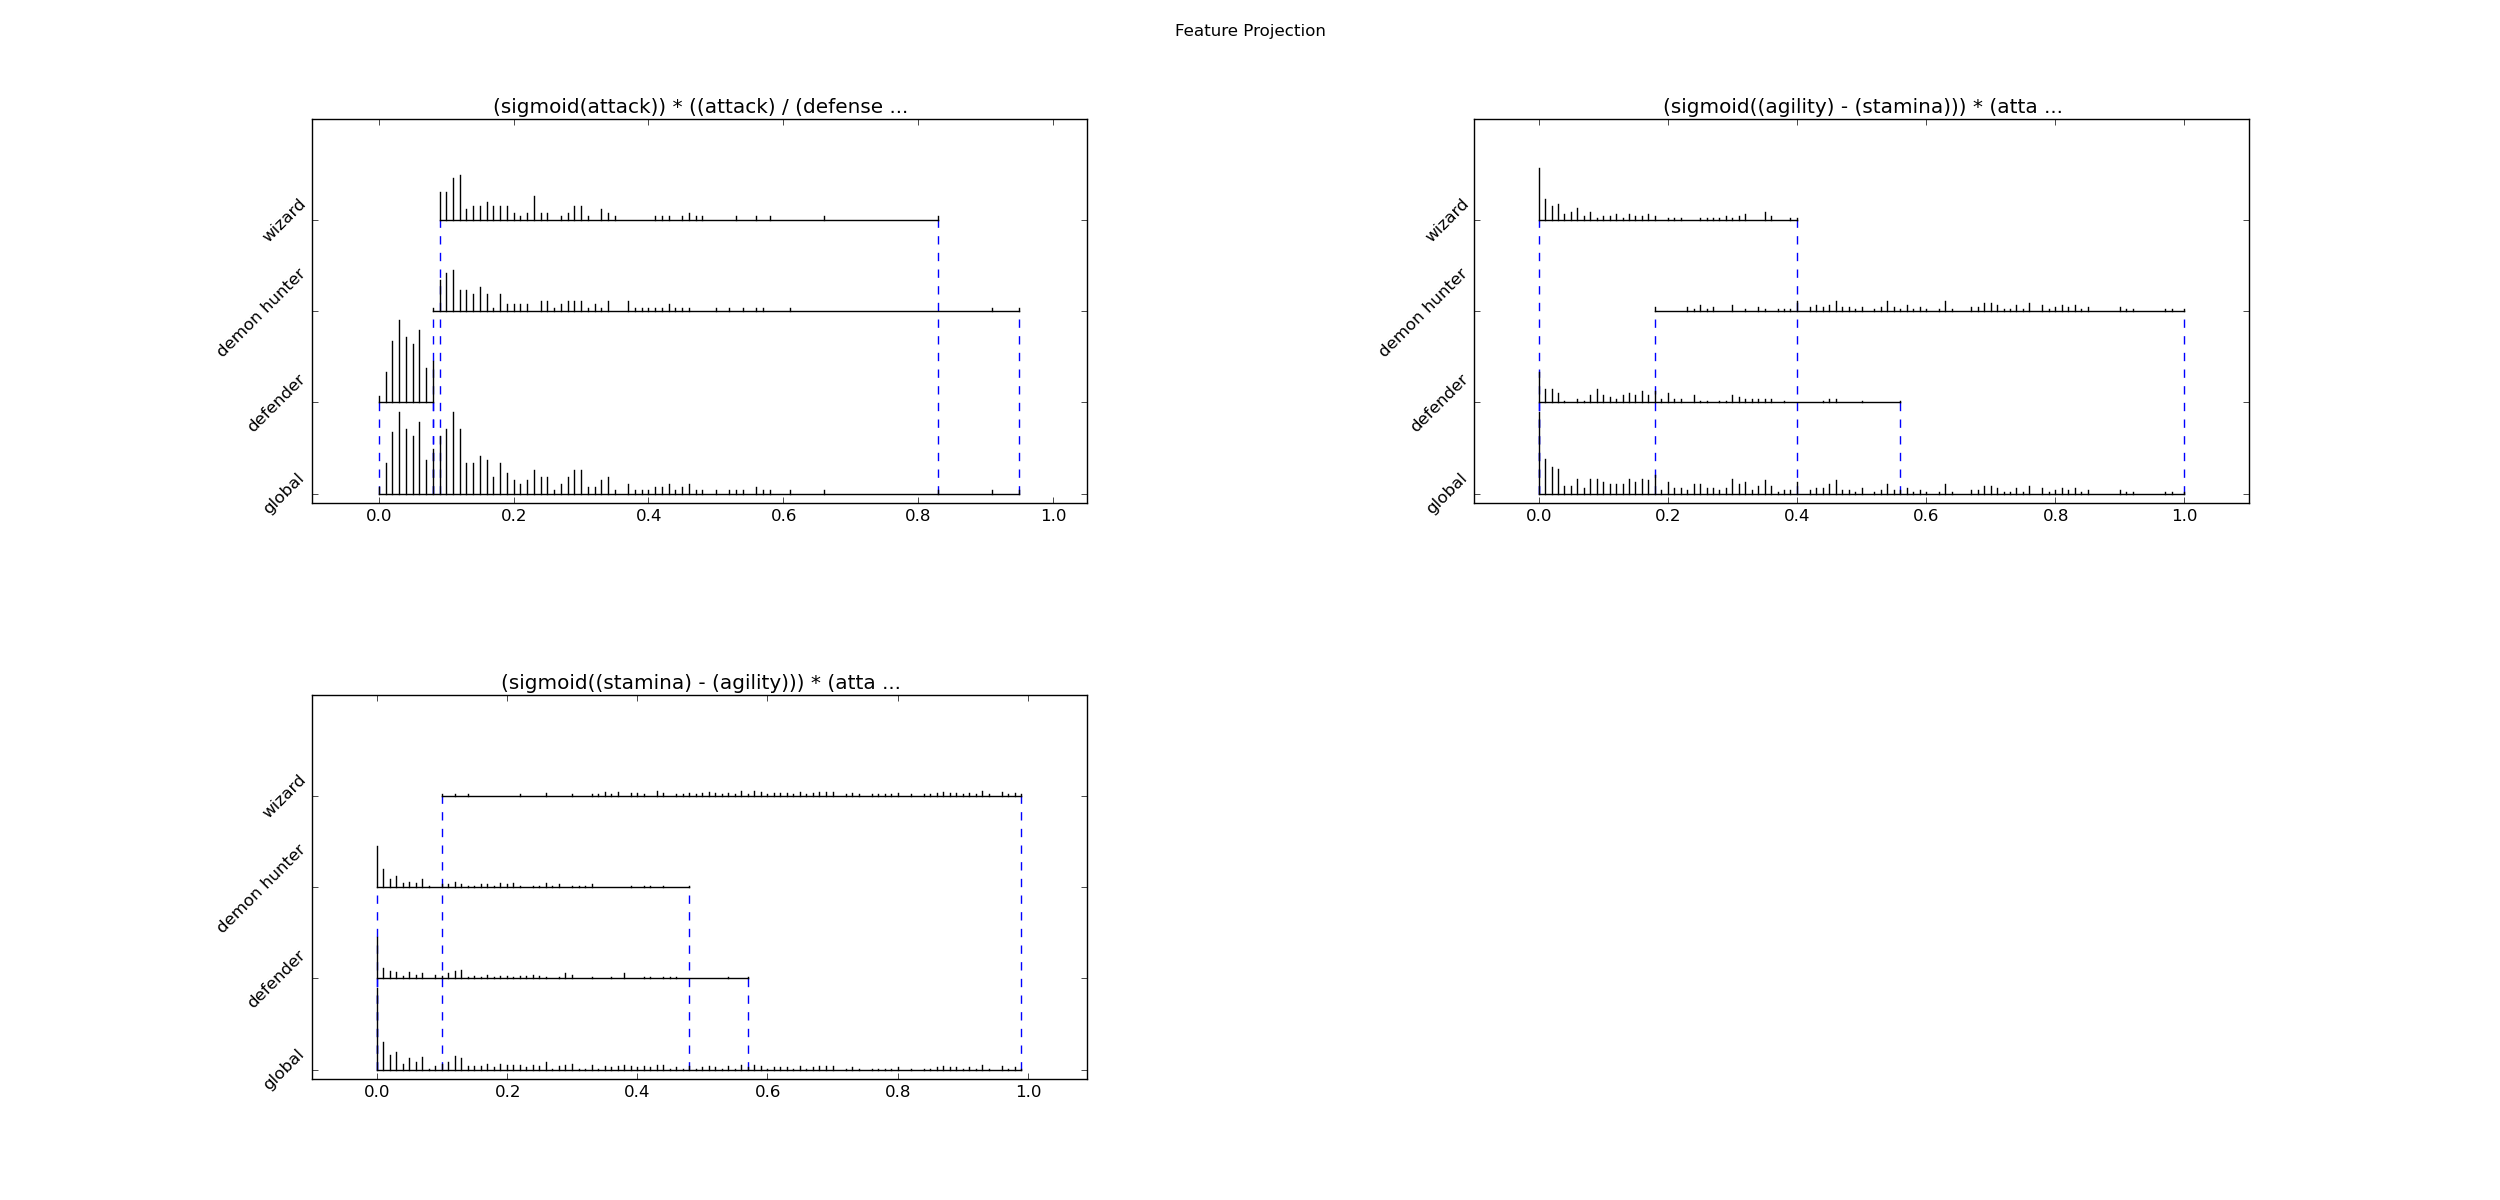 Feature Projection
(sigmoid(attack)) * ((attack) / (defense ...
wizard
demon hunter
defender
global
0.0 0.2 0.4 0.6 0.8 1.0
(sigmoid((agility) - (stamina))) * (atta ...
wizard
demon hunter
defender
global
0.0 0.2 0.4 0.6 0.8 1.0
(sigmoid((stamina) - (agility))) * (atta ...
wizard
demon hunter
defender
global
0.0 0.2 0.4 0.6 0.8 1.0